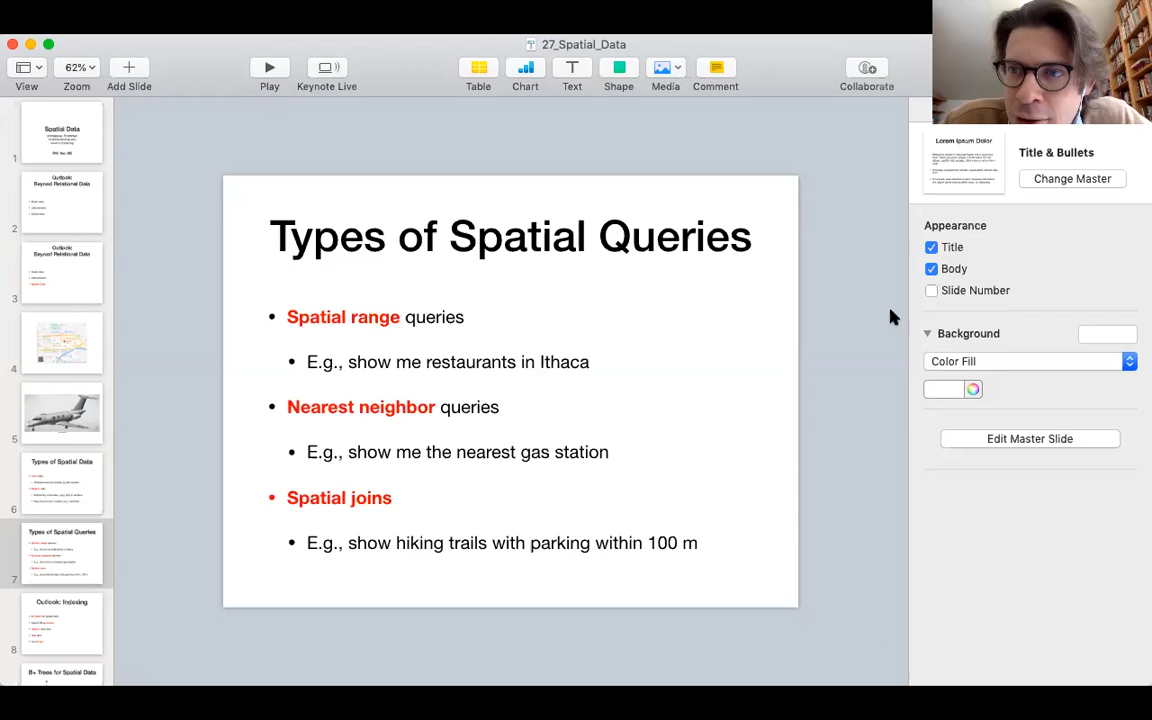 27_Spatial_Data
62%
View
Zoom
Add Slide
Play
Keynote Live
Table
Chart
Text
Shape
Media
Comment
Collaborate
1
Spatial Data
2
Outlook:
Beyond Relational Data
3
Outlook:
Beyond Relational Data
4
5
6
Types of Spatial Data
7
Types of Spatial Queries
8
Outlook: Indexing
B+ Trees for Spatial Data
Types of Spatial Queries
• Spatial range queries
• E.g., show me restaurants in Ithaca
• Nearest neighbor queries
• E.g., show me the nearest gas station
• Spatial joins
• E.g., show hiking trails with parking within 100 m
Lorem Ipsum Dolor
Title & Bullets
Change Master
Appearance
Title
Body
Slide Number
Background
Color Fill
Edit Master Slide